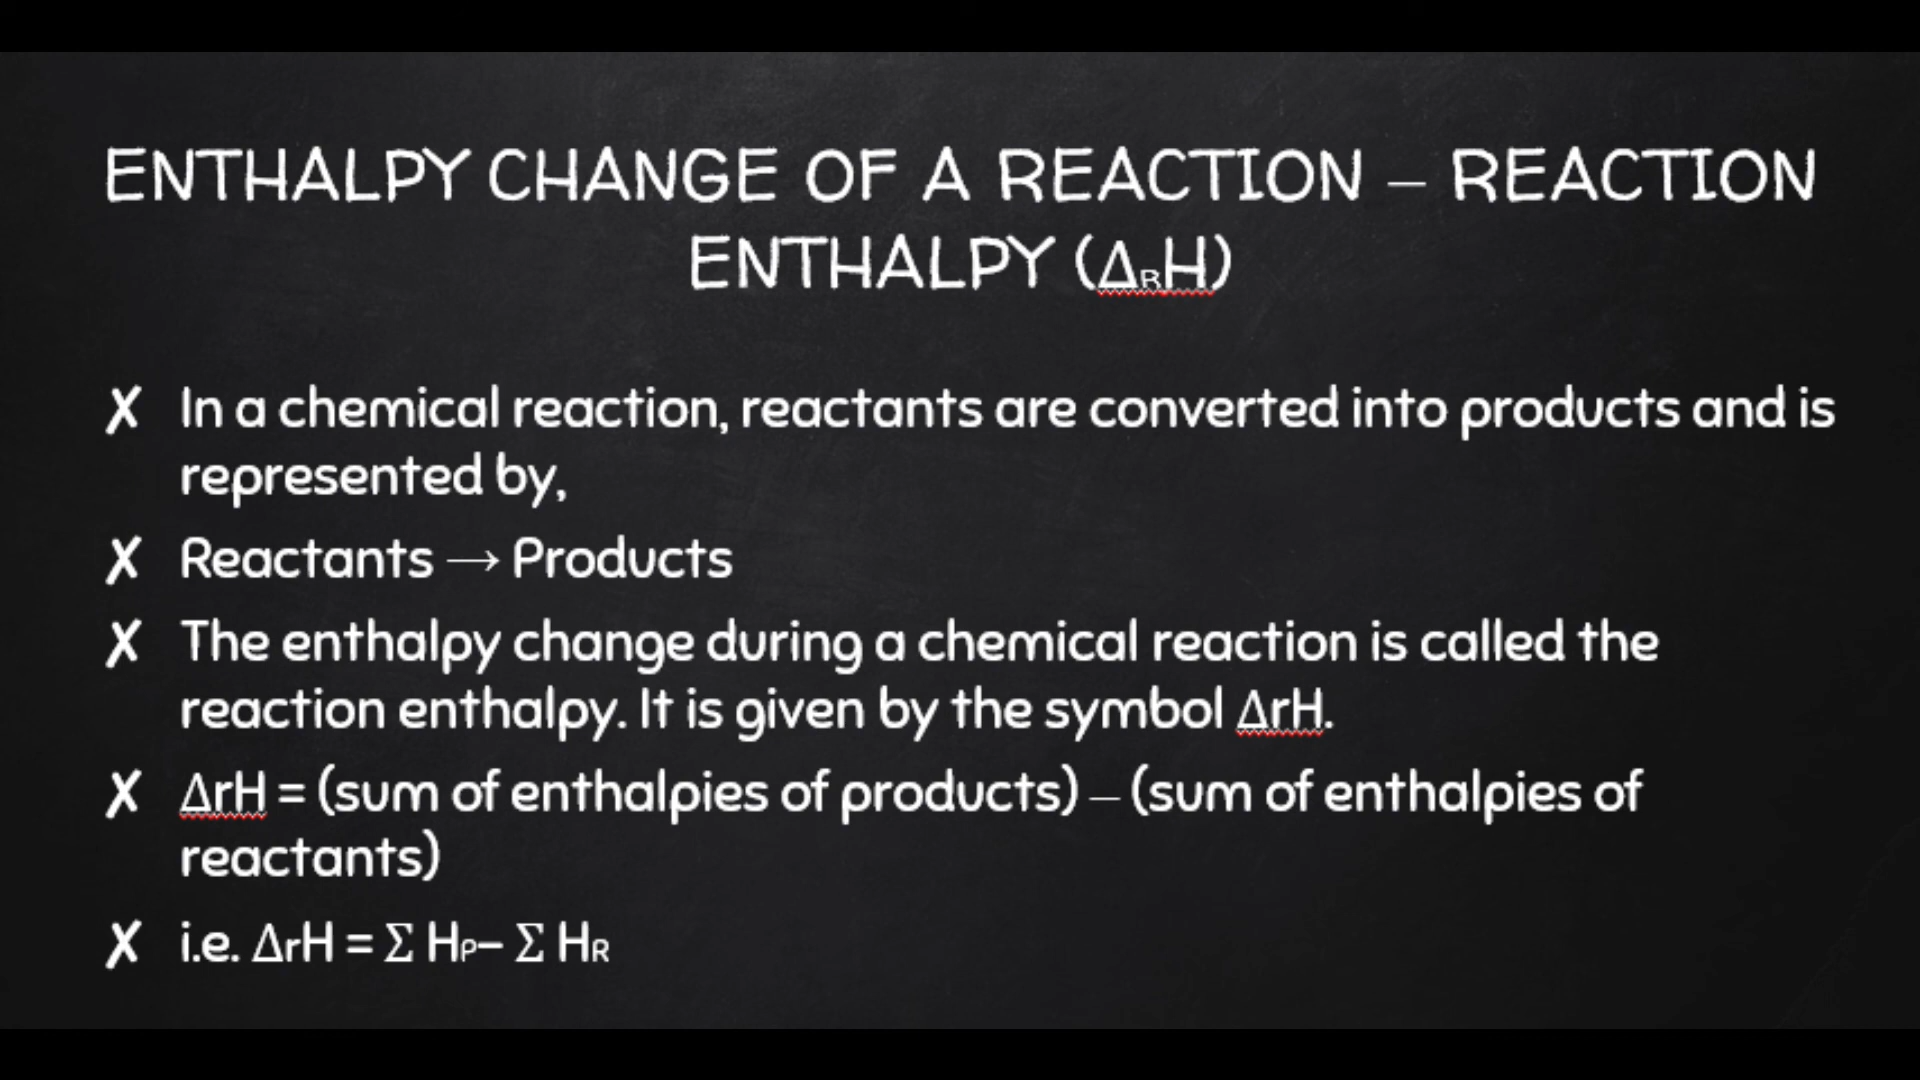 ENTHALPY CHANGE OF A REACTION – REACTION
ENTHALPY (ΔRH)
✗ In a chemical reaction, reactants are converted into products and is
represented by,
✗ Reactants → Products
✗ The enthalpy change during a chemical reaction is called the
reaction enthalpy. It is given by the symbol ΔrH.
✗ ΔrH = (sum of enthalpies of products) – (sum of enthalpies of
reactants)
✗ i.e. ΔrH = Σ HP– Σ HR